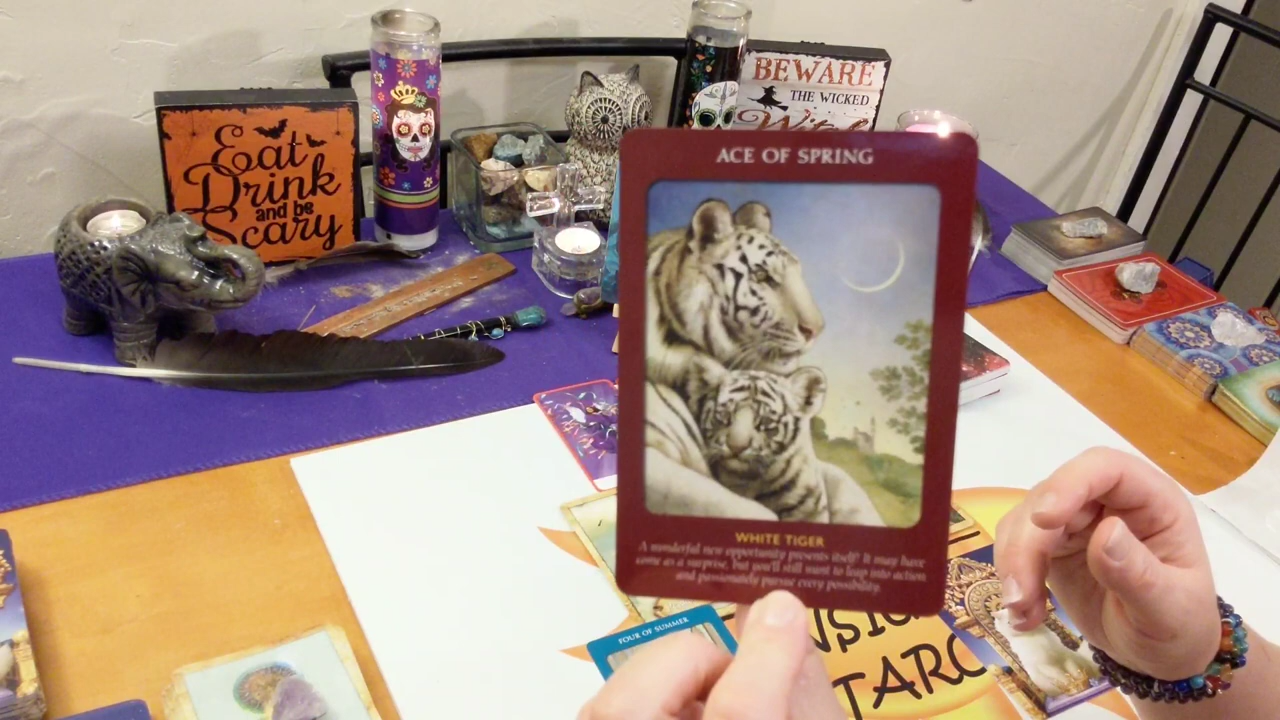 Eat
Drink
and be
Scary
BEWARE
THE WICKED
Witch
ACE OF SPRING
WHITE TIGER
A wonderful new opportunity presents itself! It may have
come as a surprise, but you'll still want to leap into action
and passionately pursue every possibility.
FOUR OF SUMMER
TARO